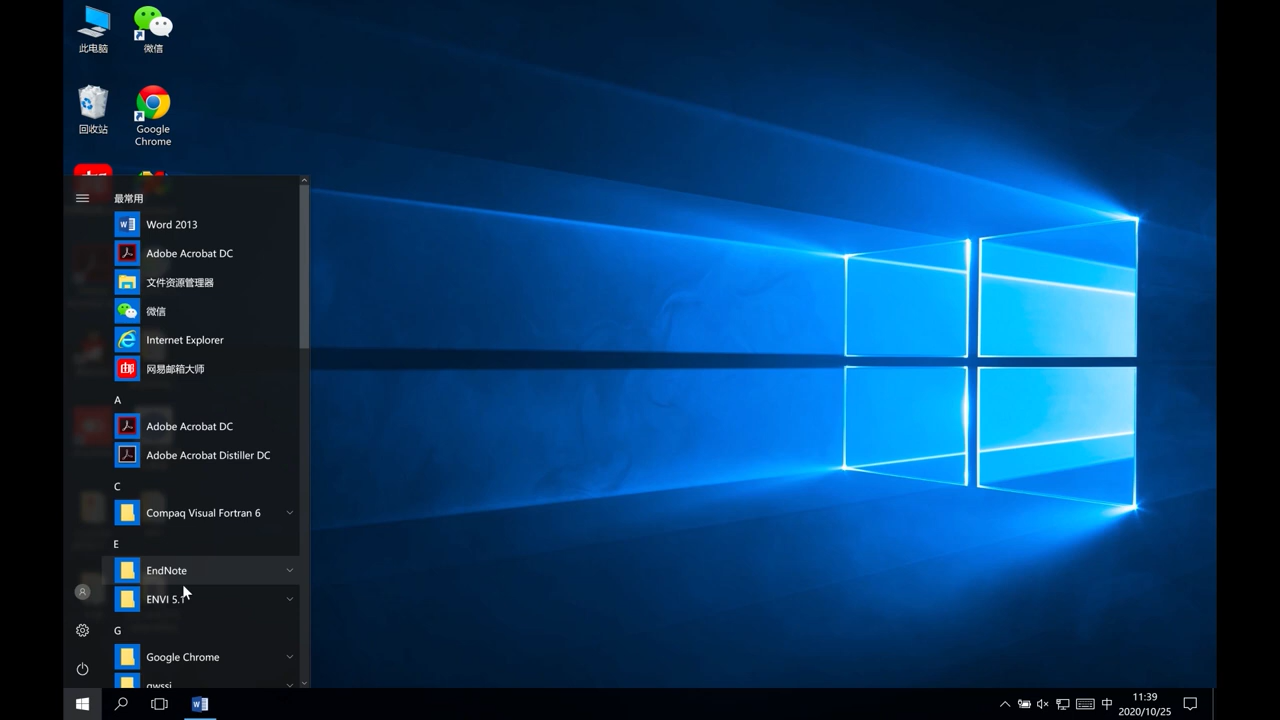 此电脑
微信
回收站
Google
Chrome
最常用
Word 2013
Adobe Acrobat DC
文件资源管理器
微信
Internet Explorer
网易邮箱大师
A
Adobe Acrobat DC
Adobe Acrobat Distiller DC
C
Compaq Visual Fortran 6
E
EndNote
ENVI 5.1
G
Google Chrome
gwssi
中
11:39
2020/10/25